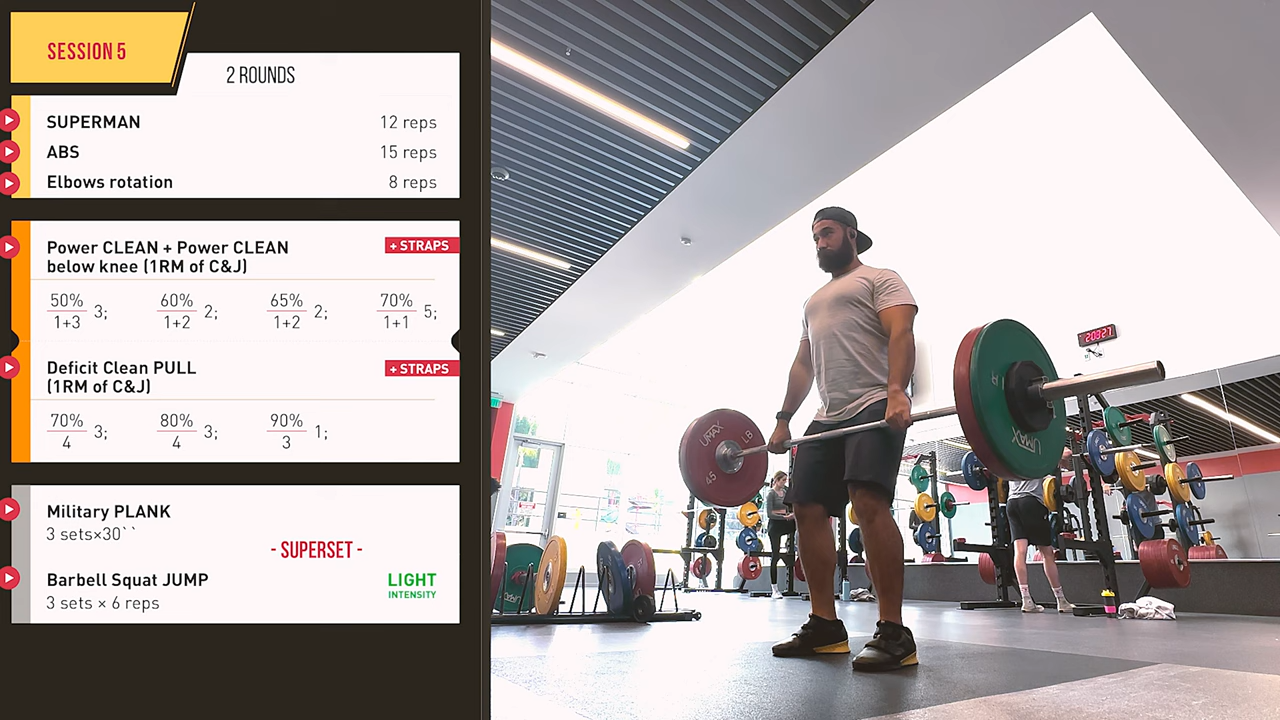 SESSION 5
2 ROUNDS
SUPERMAN 12 reps
ABS 15 reps
Elbows rotation 8 reps
Power CLEAN + Power CLEAN + STRAPS
below knee (1RM of C&J)
50% 60% 65% 70%
3; 2; 2; 5;
1+3 1+2 1+2 1+1
Deficit Clean PULL + STRAPS
(1RM of C&J)
70% 80% 90%
3; 3; 1;
4 4 3
Military PLANK
3 sets×30``
- SUPERSET -
Barbell Squat JUMP LIGHT
INTENSITY
3 sets × 6 reps
UMAX
LB
45
UMAX